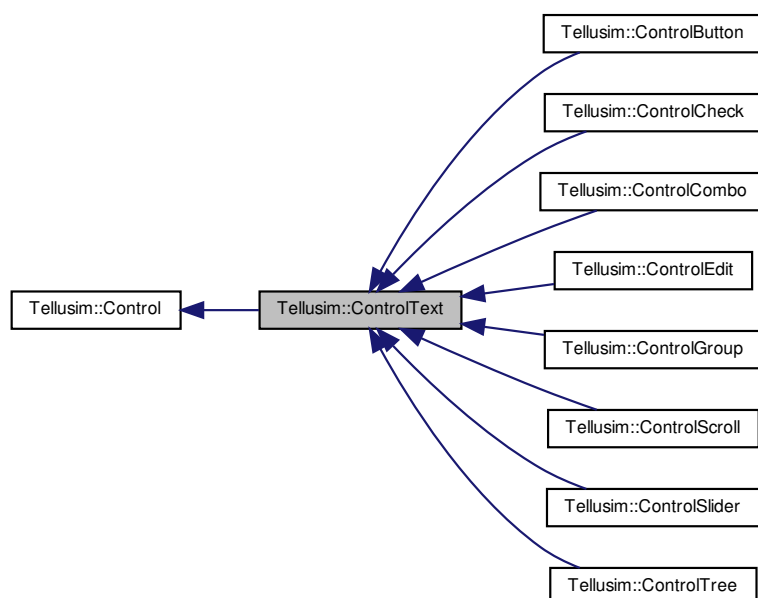 Tellusim::ControlButton
Tellusim::ControlCheck
Tellusim::ControlCombo
Tellusim::ControlEdit
Tellusim::Control
Tellusim::ControlText
Tellusim::ControlGroup
Tellusim::ControlScroll
Tellusim::ControlSlider
Tellusim::ControlTree